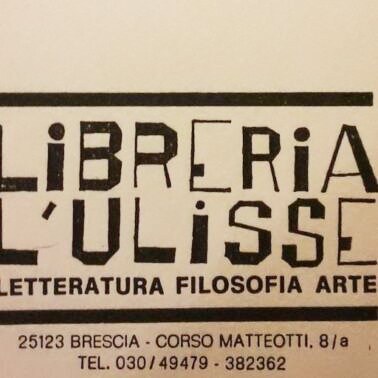 LiBRERiA
L'ULiSSE
LETTERATURA FILOSOFIA ARTE
25123 BRESCIA - CORSO MATTEOTTI, 8/a
TEL. 030/49479 - 382362